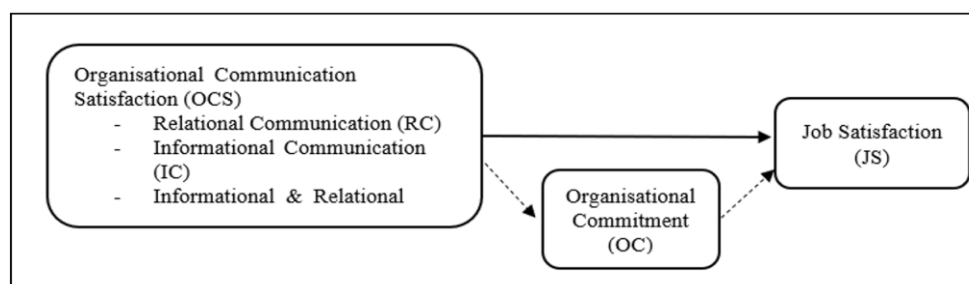 Organisational Communication
Satisfaction (OCS)
- Relational Communication (RC)
- Informational Communication
(IC)
- Informational & Relational
Job Satisfaction
(JS)
Organisational
Commitment
(OC)